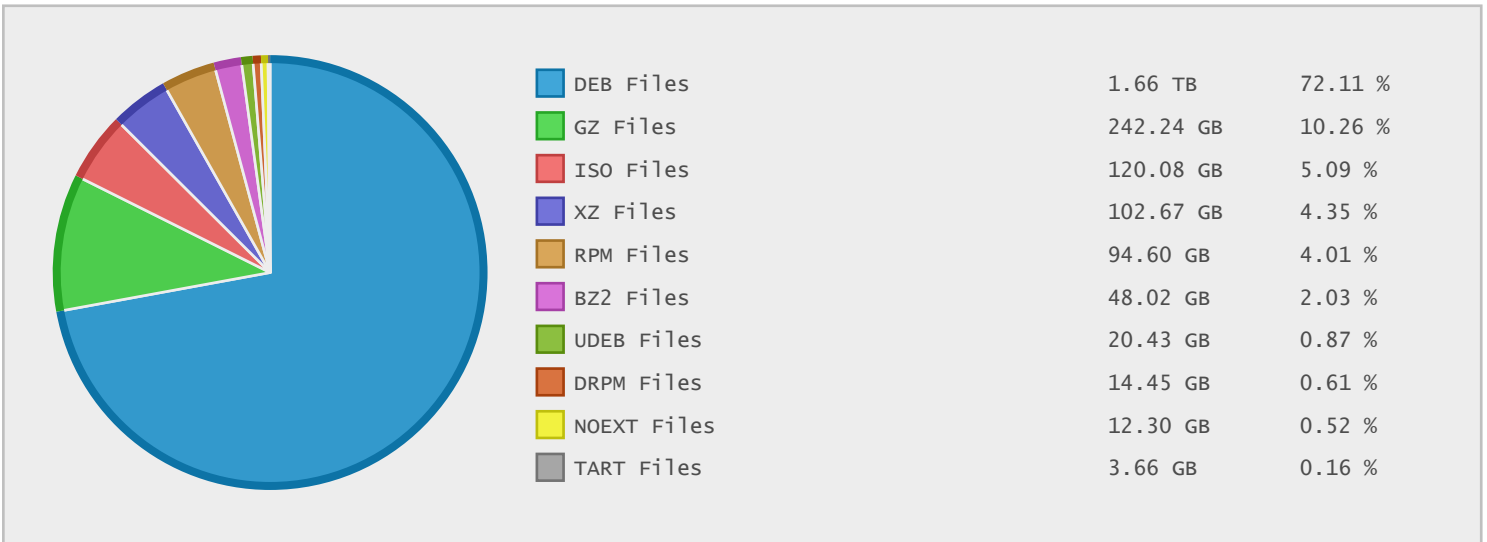 DEB Files 1.66 TB 72.11 %
GZ Files 242.24 GB 10.26 %
ISO Files 120.08 GB 5.09 %
XZ Files 102.67 GB 4.35 %
RPM Files 94.60 GB 4.01 %
BZ2 Files 48.02 GB 2.03 %
UDEB Files 20.43 GB 0.87 %
DRPM Files 14.45 GB 0.61 %
NOEXT Files 12.30 GB 0.52 %
TART Files 3.66 GB 0.16 %